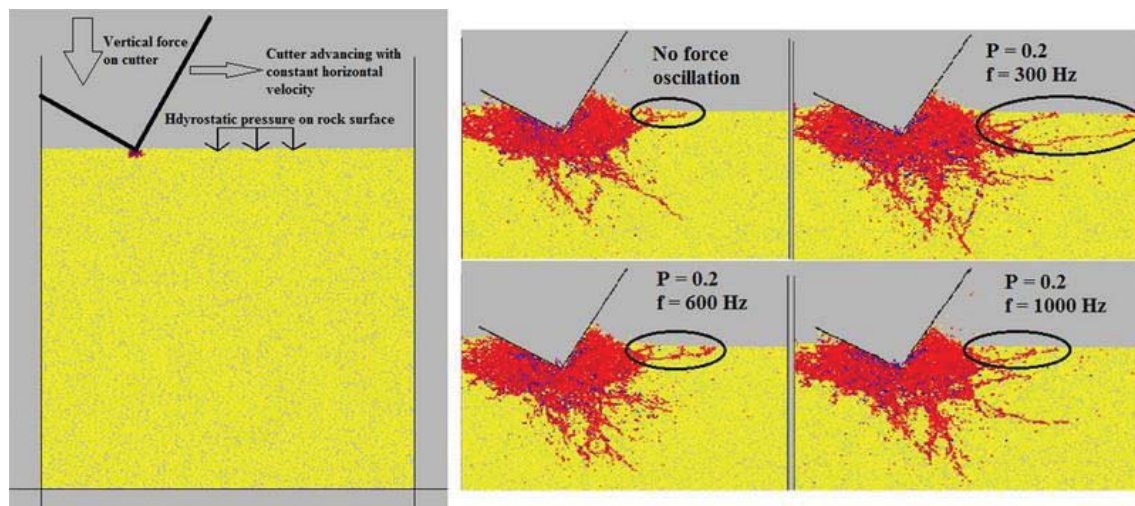 Vertical force
on cutter
Cutter advancing with
constant horizontal
velocity
Hdyrostatic pressure on rock surface
No force
oscillation
P = 0.2
f = 300 Hz
P = 0.2
f = 600 Hz
P = 0.2
f = 1000 Hz